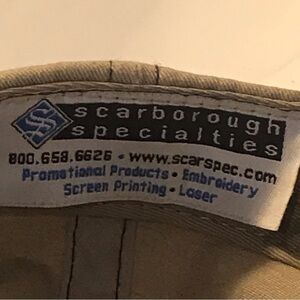 scarborough
specialties
800.658.6626 • www.scarspec.com
Promotional Products • Embroidery
Screen Printing • Laser